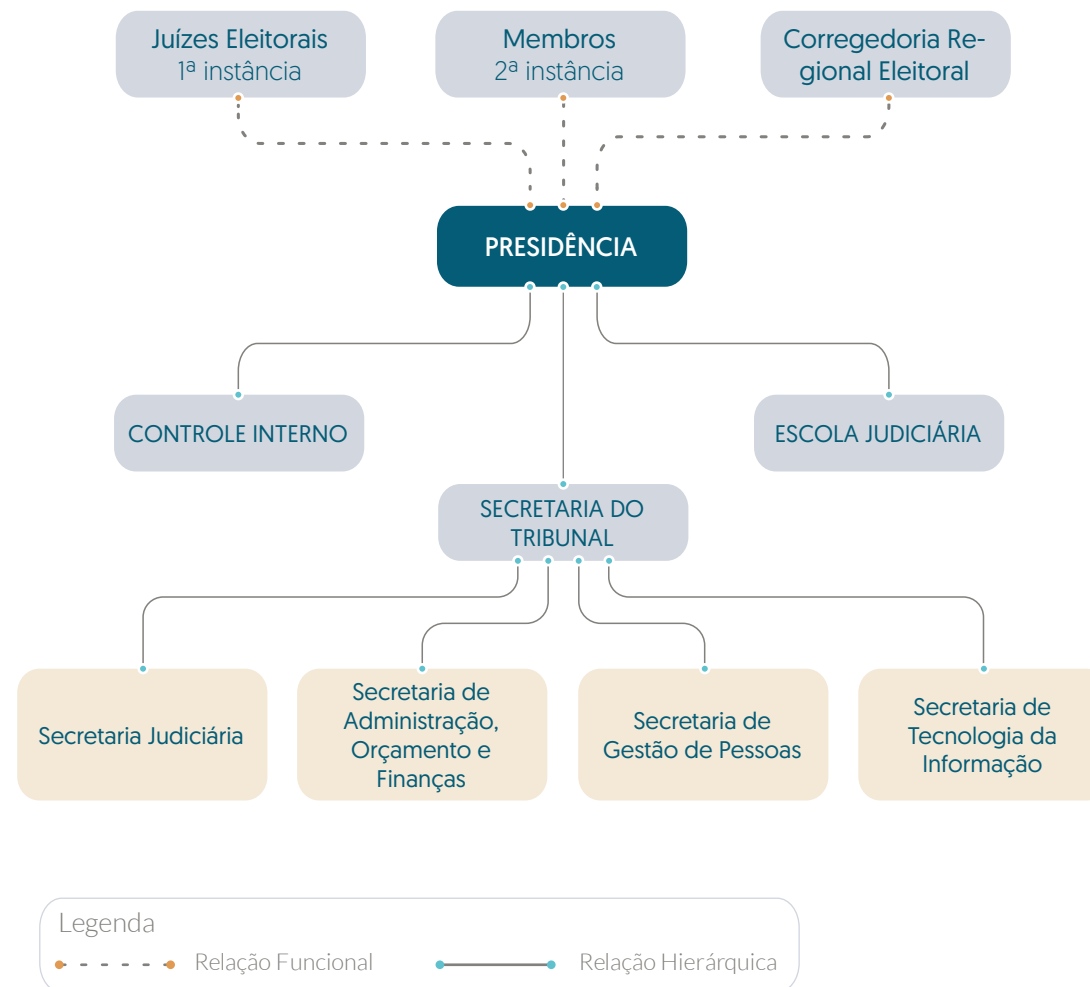 Juízes Eleitorais
1ª instância
Membros
2ª instância
Corregedoria Re-
gional Eleitoral
PRESIDÊNCIA
CONTROLE INTERNO
ESCOLA JUDICIÁRIA
SECRETARIA DO
TRIBUNAL
Secretaria Judiciária
Secretaria de
Administração,
Orçamento e
Finanças
Secretaria de
Gestão de Pessoas
Secretaria de
Tecnologia da
Informação
Legenda
Relação Funcional
Relação Hierárquica